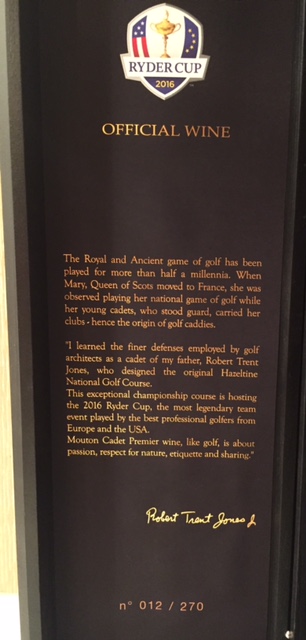 RYDER CUP
2016
OFFICIAL WINE
The Royal and Ancient game of golf has been
played for more than half a millennia. When
Mary, Queen of Scots moved to France, she was
observed playing her national game of golf while
her young cadets, who stood guard, carried her
clubs - hence the origin of golf caddies.
"I learned the finer defenses employed by golf
architects as a cadet of my father, Robert Trent
Jones, who designed the original Hazeltine
National Golf Course.
This exceptional championship course is hosting
the 2016 Ryder Cup, the most legendary team
event played by the best professional golfers from
Europe and the USA.
Mouton Cadet Premier wine, like golf, is about
passion, respect for nature, etiquette and sharing."
Robert Trent Jones J
n° 012 / 270